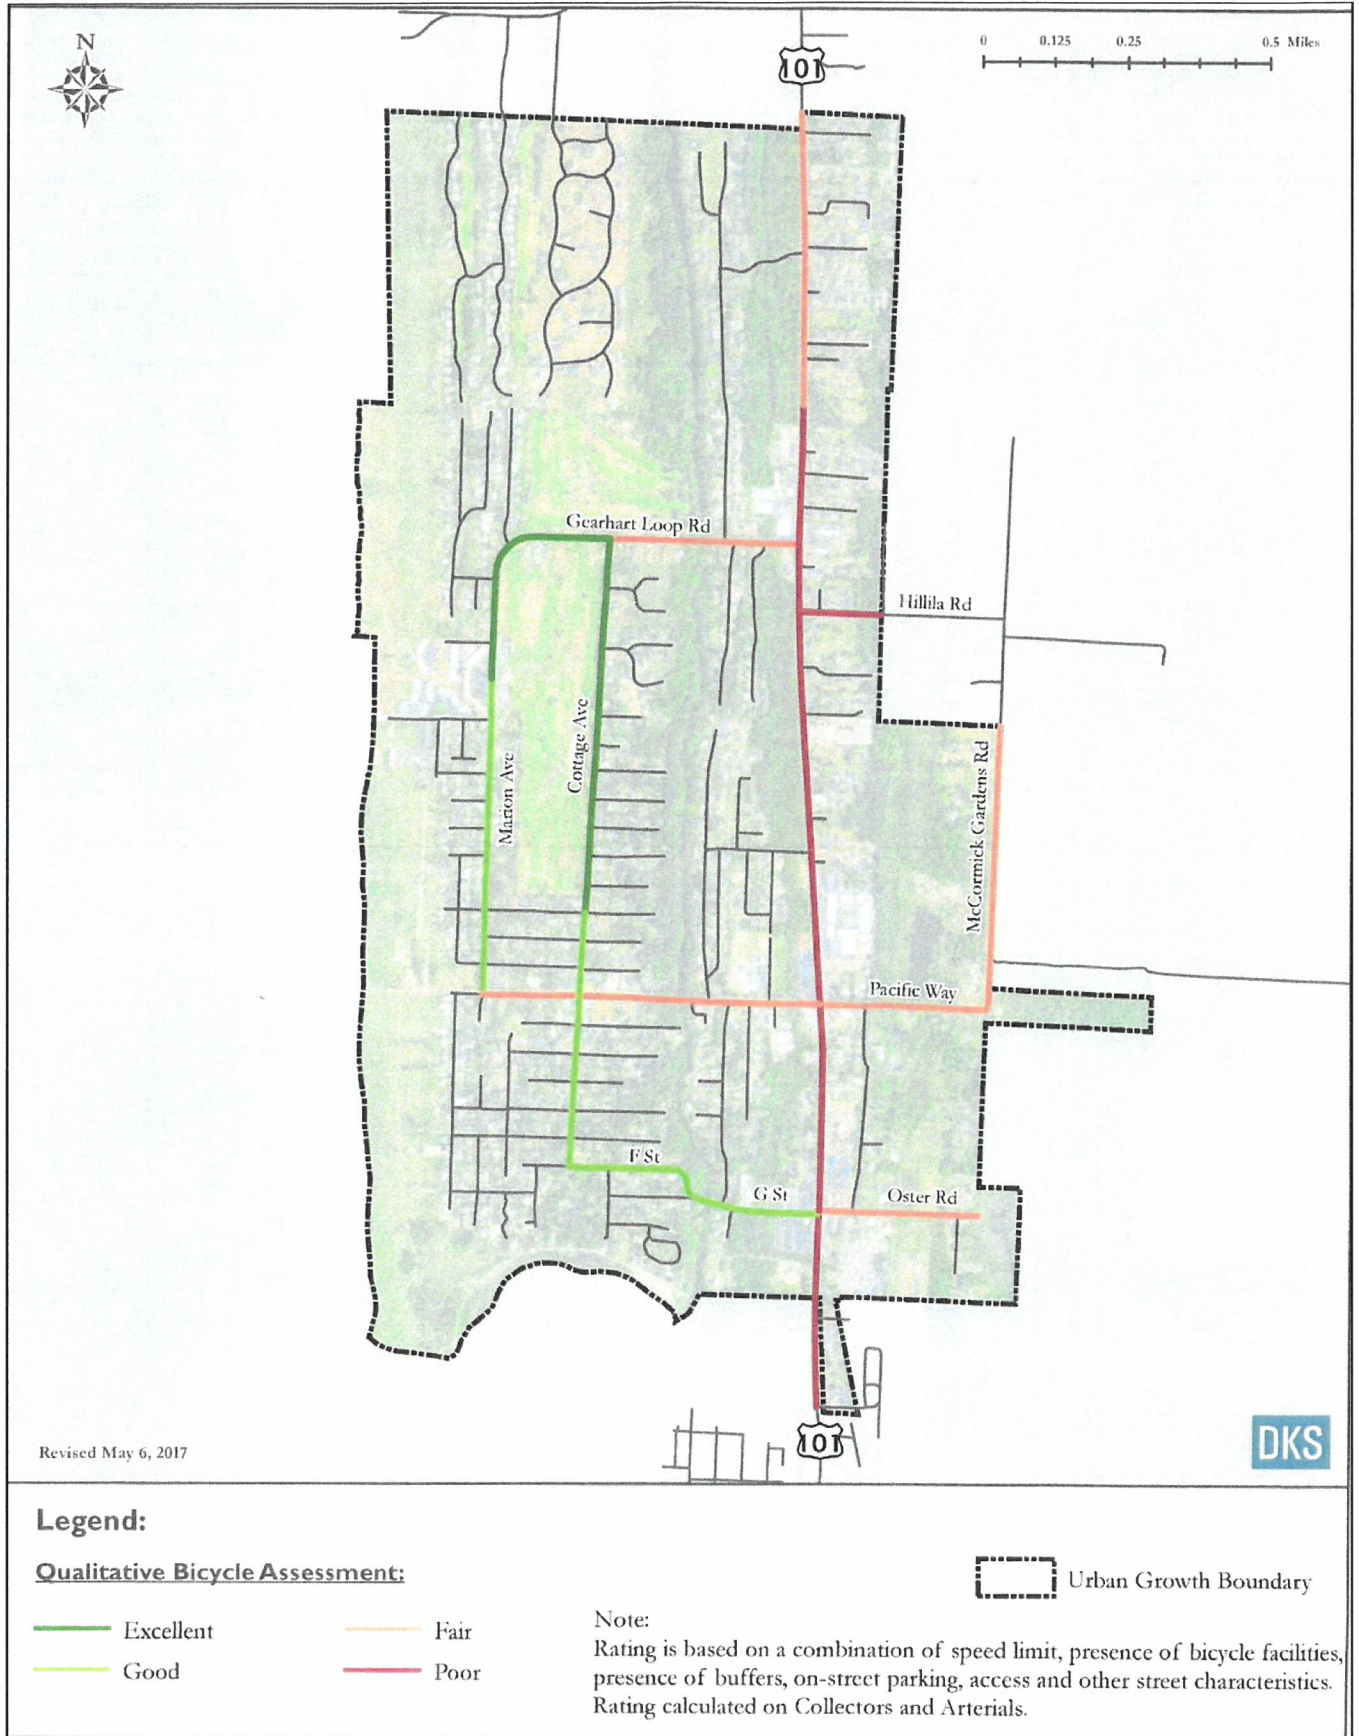 N
101
0 0.125 0.25 0.5 Miles
Gearhart Loop Rd
Hillila Rd
Marion Ave
Cottage Ave
McCormick Gardens Rd
Pacific Way
F St
G St
Oster Rd
101
DKS
Revised May 6, 2017
Legend:
Qualitative Bicycle Assessment:
Urban Growth Boundary
Excellent
Fair
Good
Poor
Note:
Rating is based on a combination of speed limit, presence of bicycle facilities,
presence of buffers, on-street parking, access and other street characteristics.
Rating calculated on Collectors and Arterials.